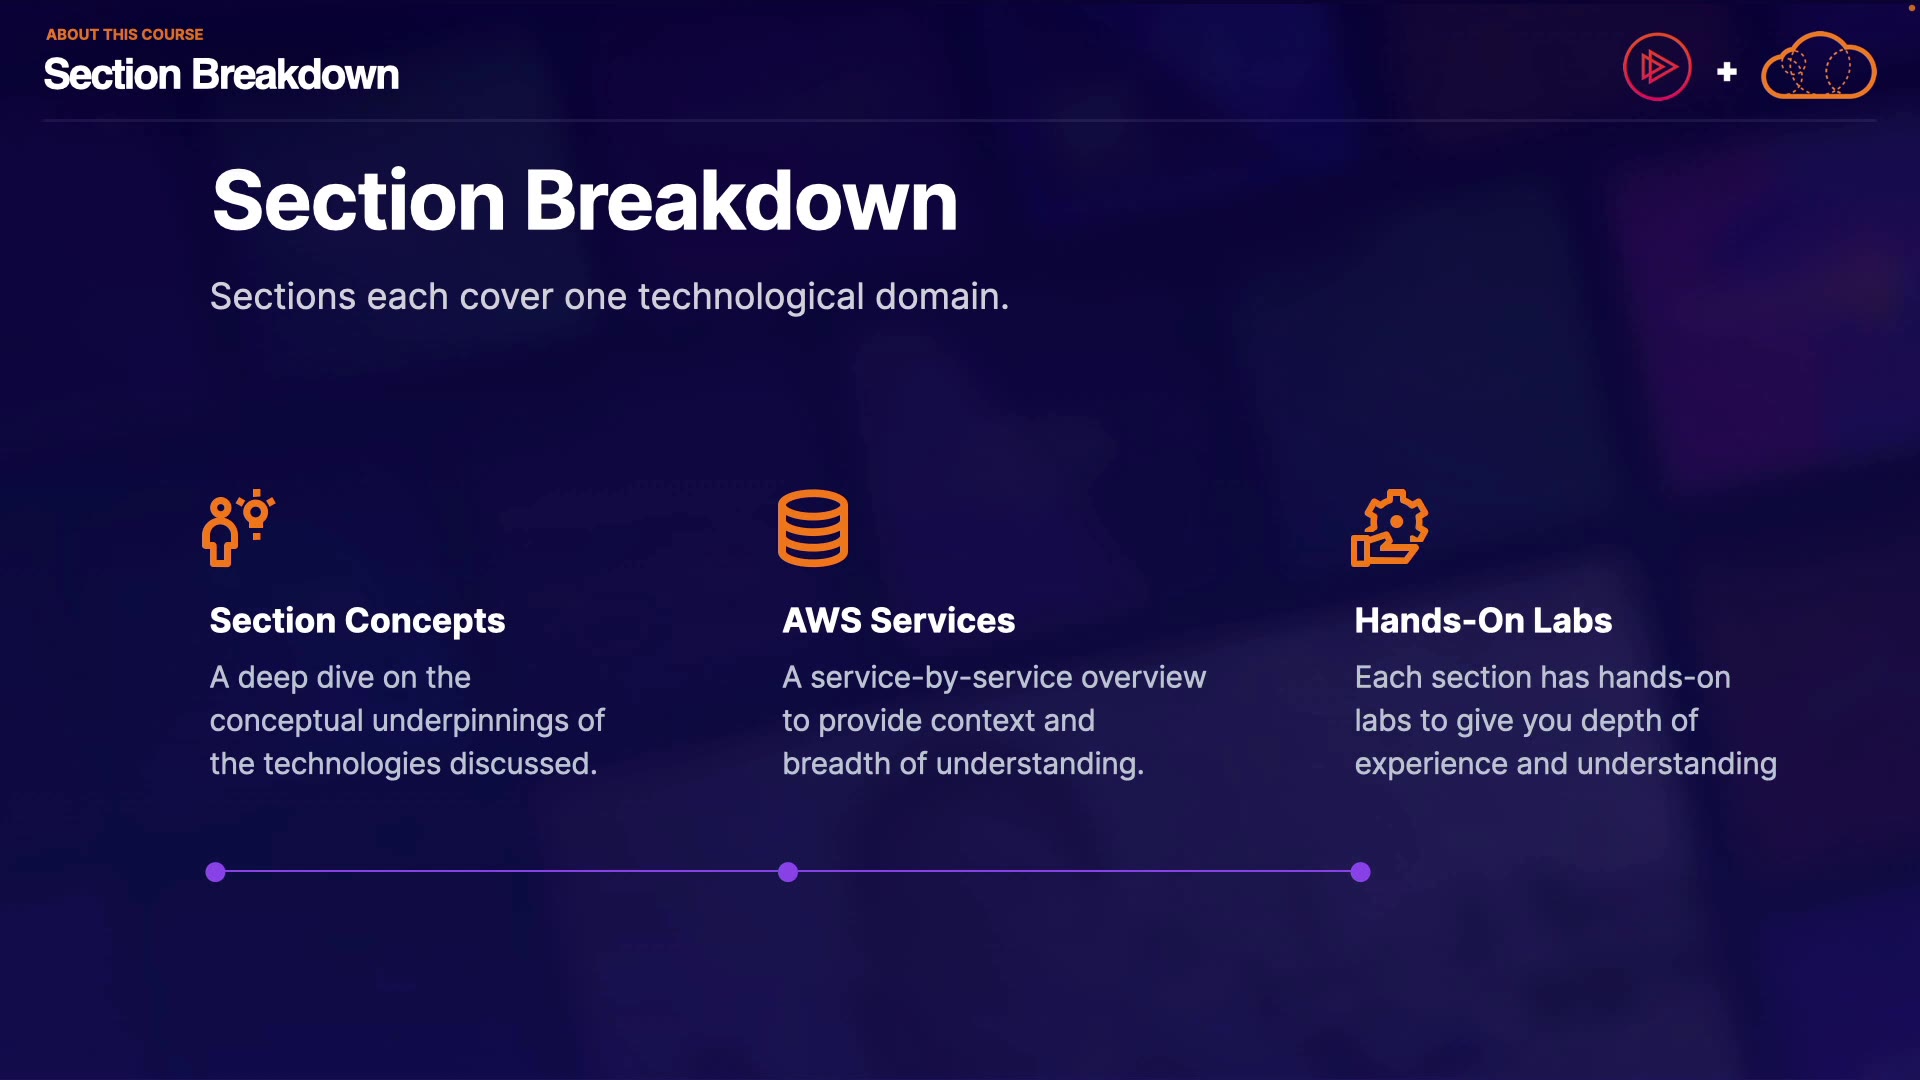 ABOUT THIS COURSE
Section Breakdown
Section Breakdown
Sections each cover one technological domain.
Section Concepts
A deep dive on the
conceptual underpinnings of
the technologies discussed.
AWS Services
A service-by-service overview
to provide context and
breadth of understanding.
Hands-On Labs
Each section has hands-on
labs to give you depth of
experience and understanding